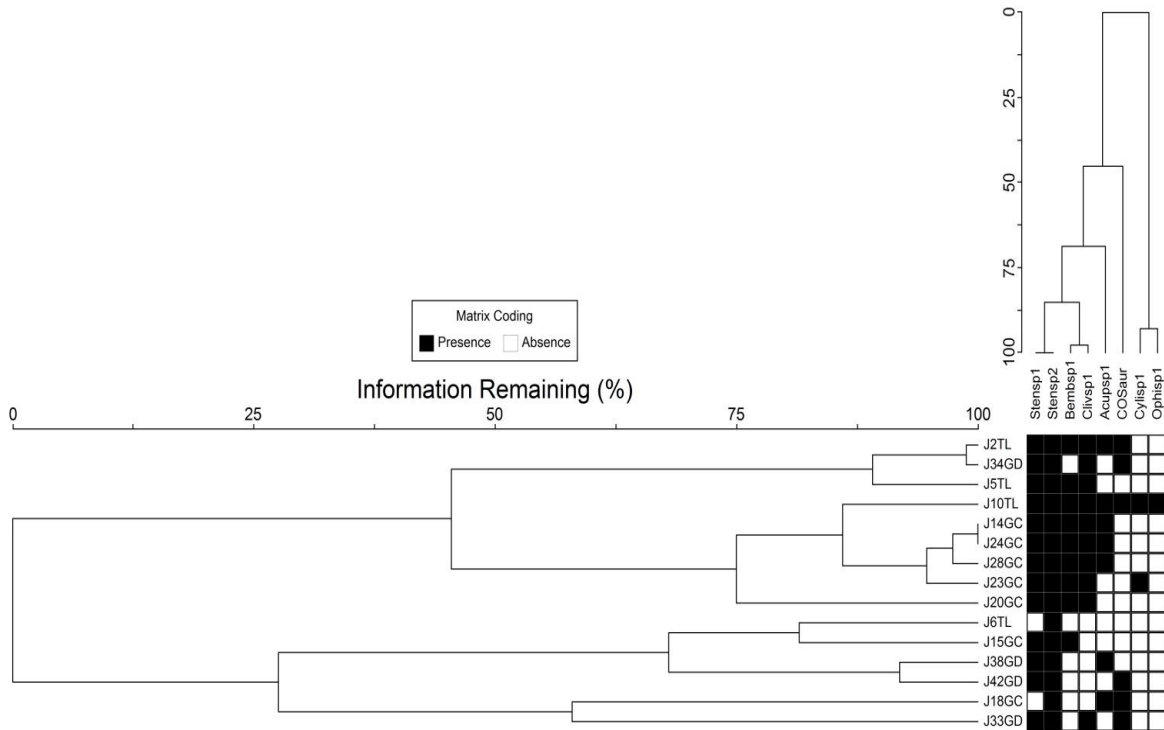 0
25
50
75
100
Stensp1
Stensp2
Bembsp1
Clivsp1
Acupsp1
COSaur
Cylisp1
Ophisp1
Matrix Coding
Presence Absence
Information Remaining (%)
0 25 50 75 100
J2TL
J34GD
J5TL
J10TL
J14GC
J24GC
J28GC
J23GC
J20GC
J6TL
J15GC
J38GD
J42GD
J18GC
J33GD